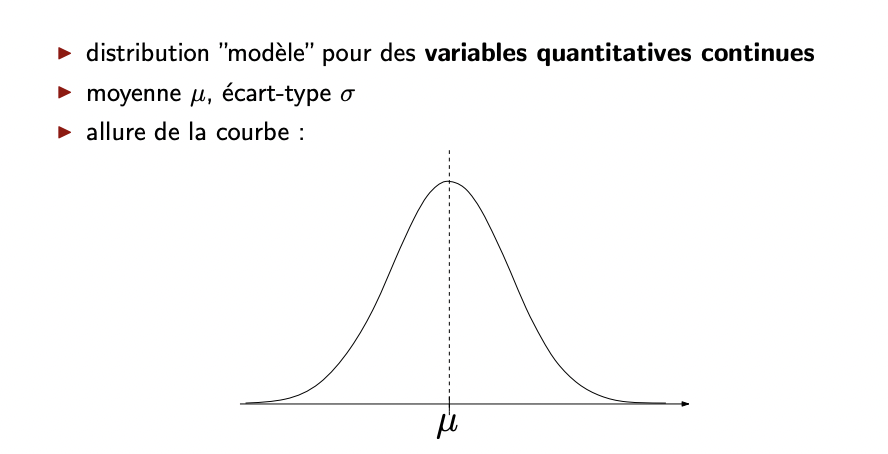 ▶ distribution "modèle" pour des variables quantitatives continues
▶ moyenne μ, écart-type σ
▶ allure de la courbe :
μ